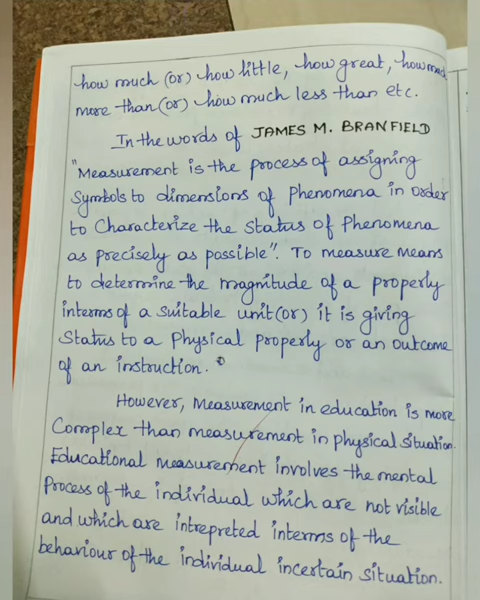 how much (or) how little, how great, how much
more than (or) how much less than etc.
In the words of JAMES M. BRANFIELD
"Measurement is the process of assigning
Symbols to dimensions of Phenomena in order
to Characterize the Status of Phenomena
as precisely as possible". To measure means
to determine the magnitude of a property
interms of a suitable unit (or) it is giving
Status to a Physical property or an outcome
of an instruction.
However, Measurement in education is more
Complex than measurement in physical situation.
Educational measurement involves the mental
Process of the individual which are not visible
and which are intrepreted interms of the
behaviour of the individual incertain situation.